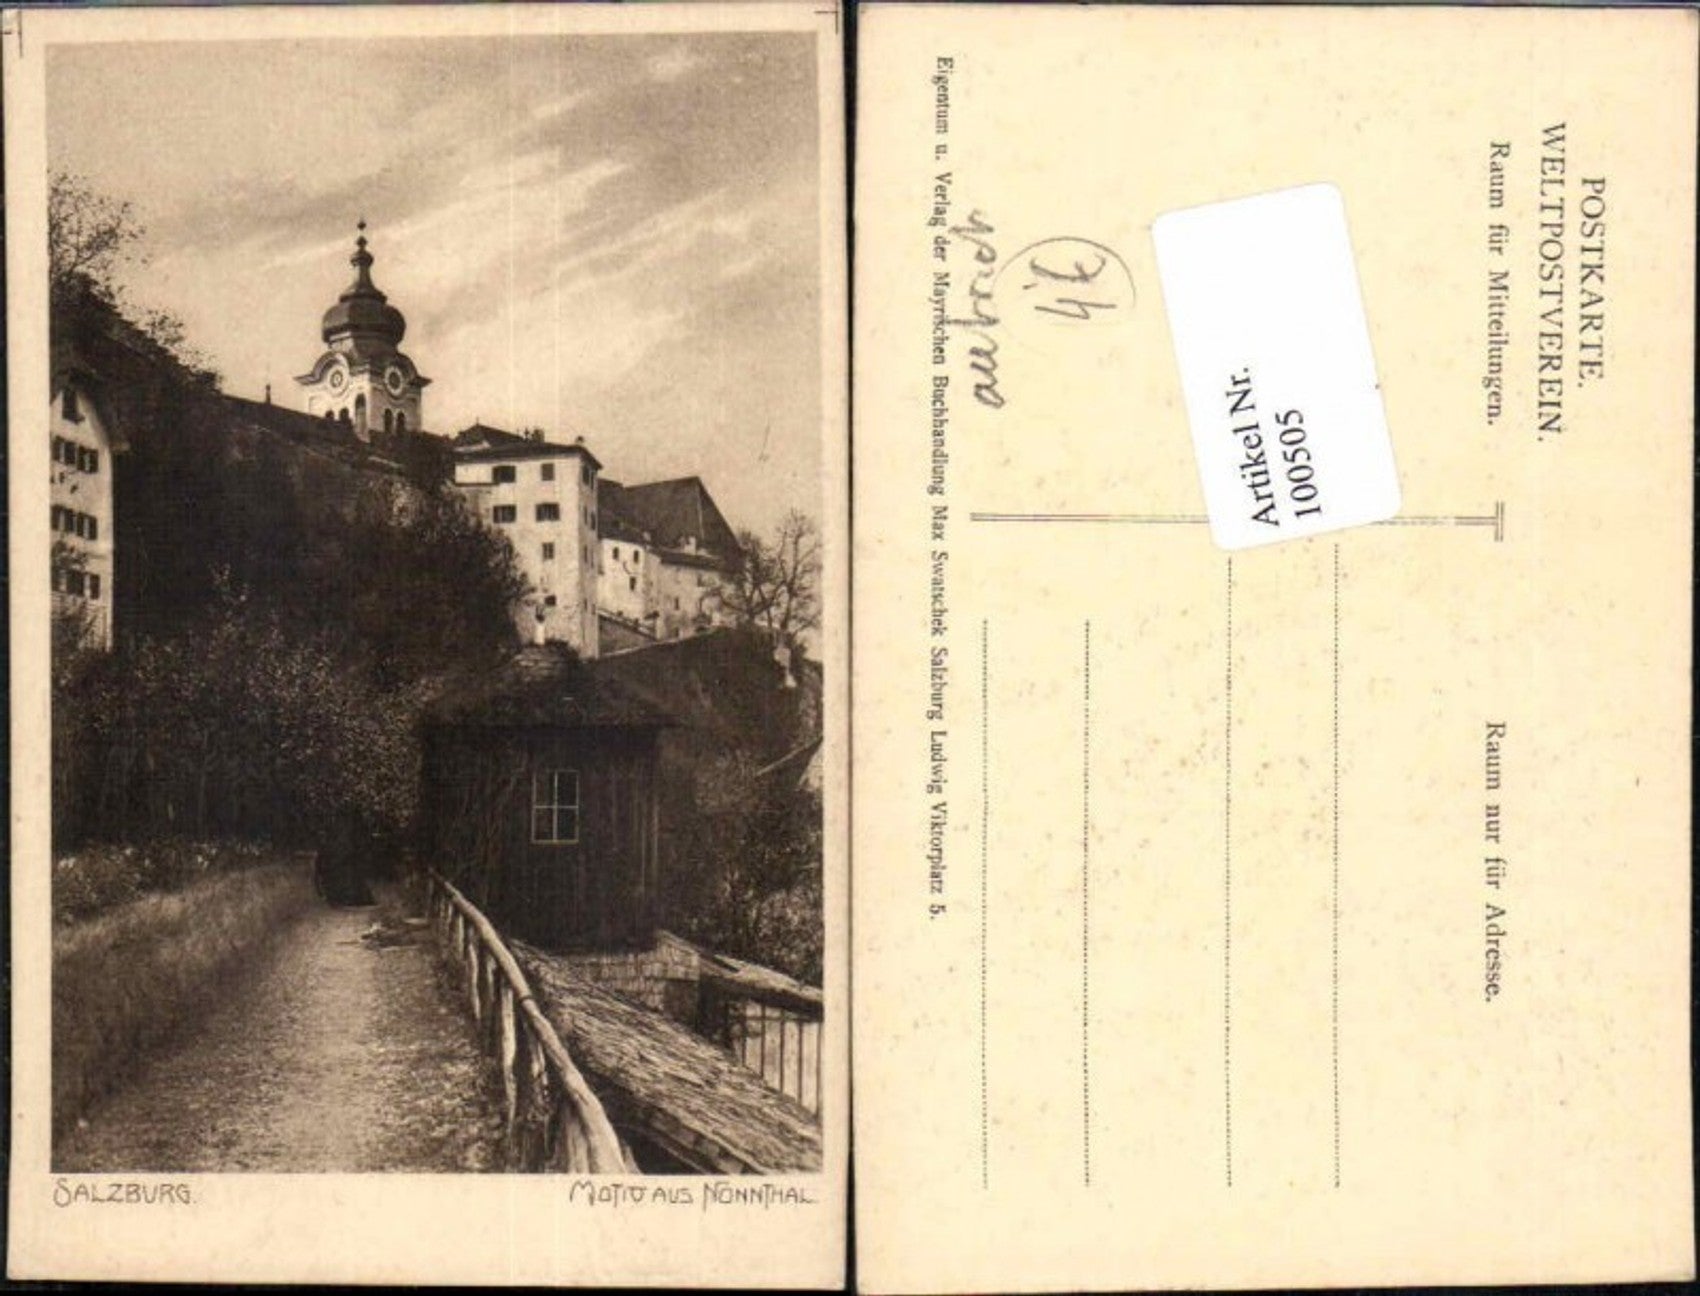 SALZBURG.
MOTIV AUS NONNTHAL.
POSTKARTE.
WELTPOSTVEREIN.
Raum für Mitteilungen.
Raum nur für Adresse.
Artikel Nr.
100505
Eigentum u. Verlag der Mayrischen Buchhandlung Max Swatschek Salzburg Ludwig Viktorplatz 5.